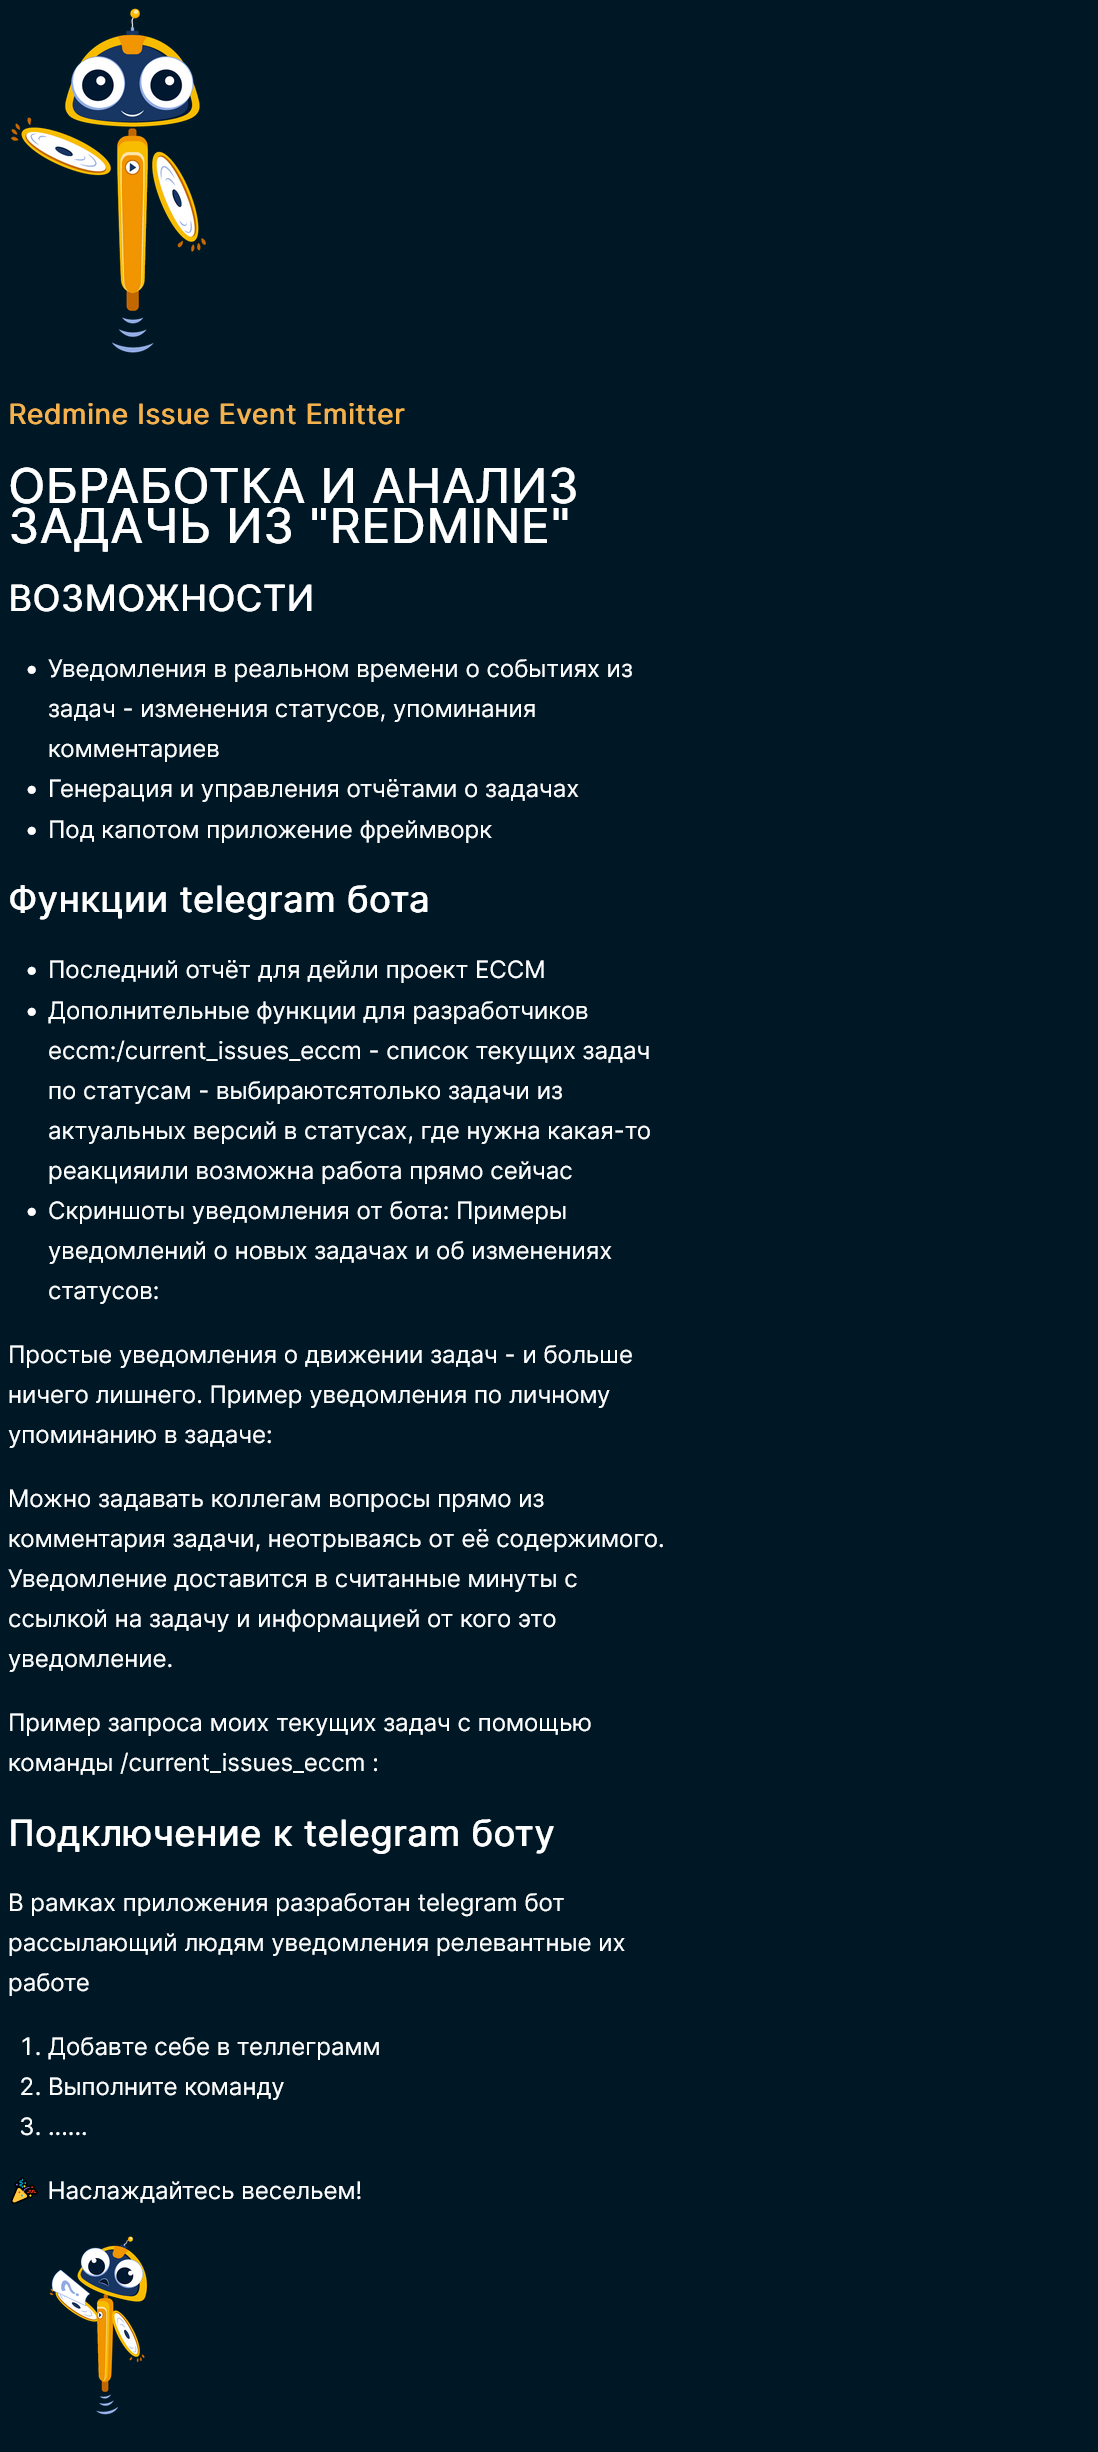 Redmine Issue Event Emitter
ОБРАБОТКА И АНАЛИЗ
ЗАДАЧЬ ИЗ "REDMINE"
ВОЗМОЖНОСТИ
• Уведомления в реальном времени о событиях из
задач - изменения статусов, упоминания
комментариев
• Генерация и управления отчётами о задачах
• Под капотом приложение фреймворк
Функции telegram бота
• Последний отчёт для дейли проект ECCM
• Дополнительные функции для разработчиков
eccm:/current_issues_eccm - список текущих задач
по статусам - выбираютсятолько задачи из
актуальных версий в статусах, где нужна какая-то
реакцияили возможна работа прямо сейчас
• Скриншоты уведомления от бота: Примеры
уведомлений о новых задачах и об изменениях
статусов:
Простые уведомления о движении задач - и больше
ничего лишнего. Пример уведомления по личному
упоминанию в задаче:
Можно задавать коллегам вопросы прямо из
комментария задачи, неотрываясь от её содержимого.
Уведомление доставится в считанные минуты с
ссылкой на задачу и информацией от кого это
уведомление.
Пример запроса моих текущих задач с помощью
команды /current_issues_eccm :
Подключение к telegram боту
В рамках приложения разработан telegram бот
рассылающий людям уведомления релевантные их
работе
1. Добавте себе в теллеграмм
2. Выполните команду
3. ......
🎉 Наслаждайтесь весельем!
?